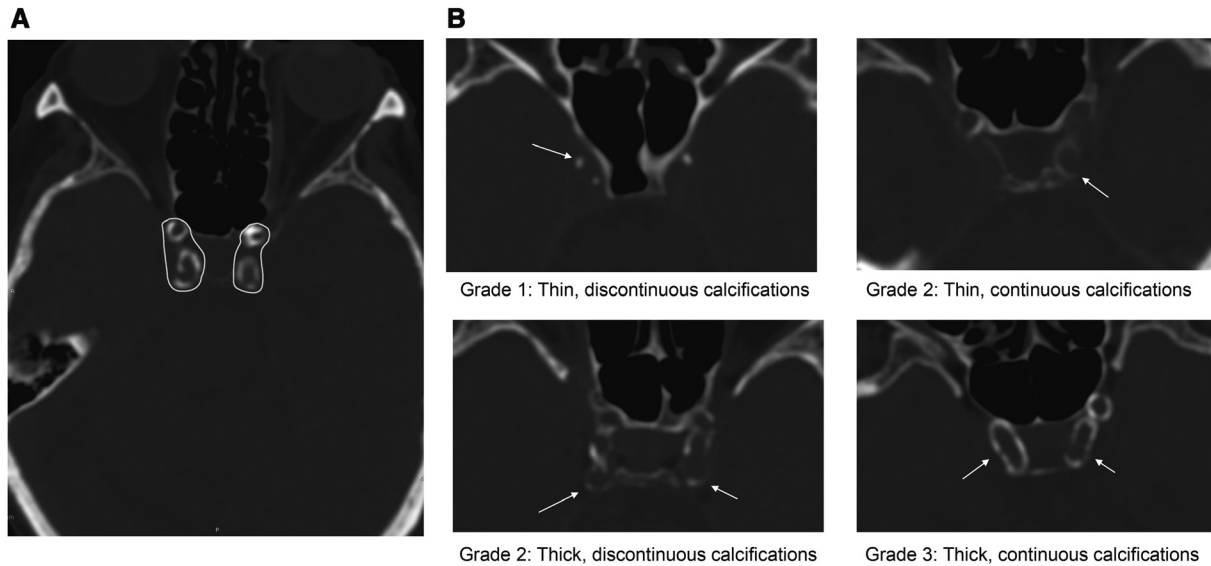 A
B
Grade 1: Thin, discontinuous calcifications
Grade 2: Thin, continuous calcifications
Grade 2: Thick, discontinuous calcifications
Grade 3: Thick, continuous calcifications